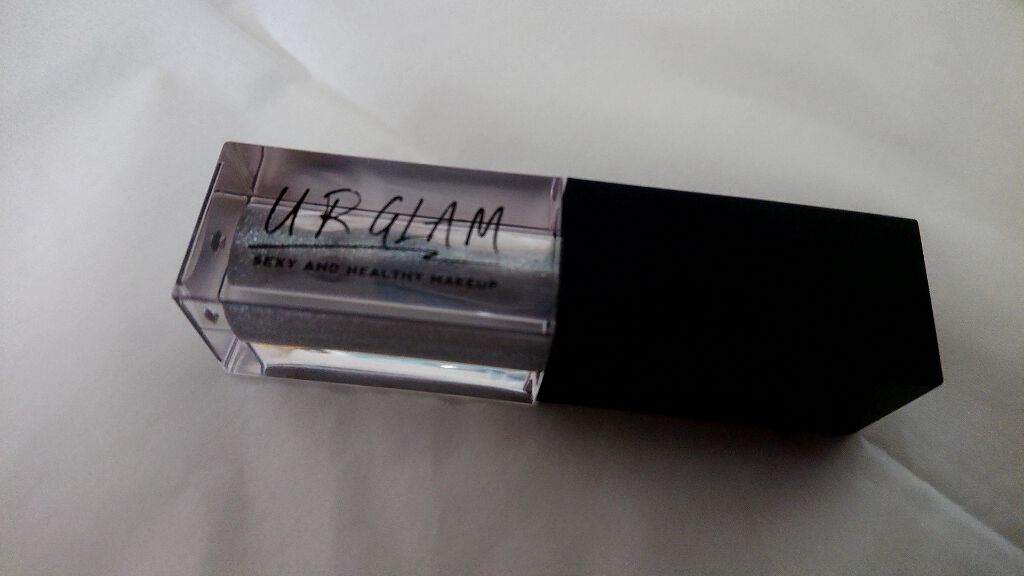 UR GLAM
SEXY AND HEALTHY MAKEUP